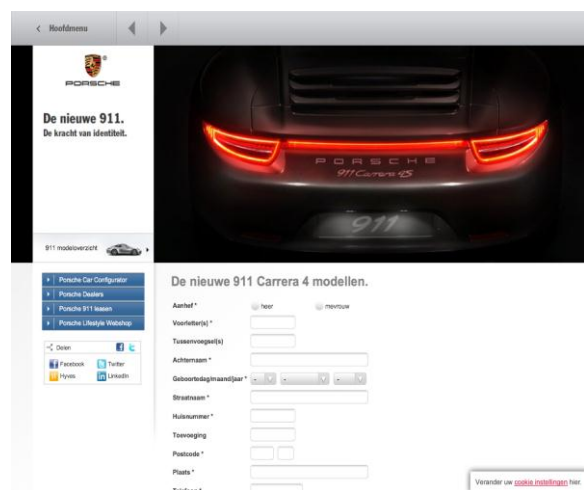 < Hoofdmenu
PORSCHE
De nieuwe 911.
De kracht van identiteit.
PORSCHE
911 Carrera 4S
911
911 modeloverzicht
Porsche Car Configurator
Porsche Dealers
Porsche 911 leasen
Porsche Lifestyle Webshop
Delen
Facebook
Twitter
Hyves
LinkedIn
De nieuwe 911 Carrera 4 modellen.
Aanhef *
heer
mevrouw
Voorletter(s) *
Tussenvoegsel(s)
Achternaam *
Geboortedag/maand/jaar *
- - -
Straatnaam *
Huisnummer *
Toevoeging
Postcode *
Plaats *
Verander uw cookie instellingen hier.